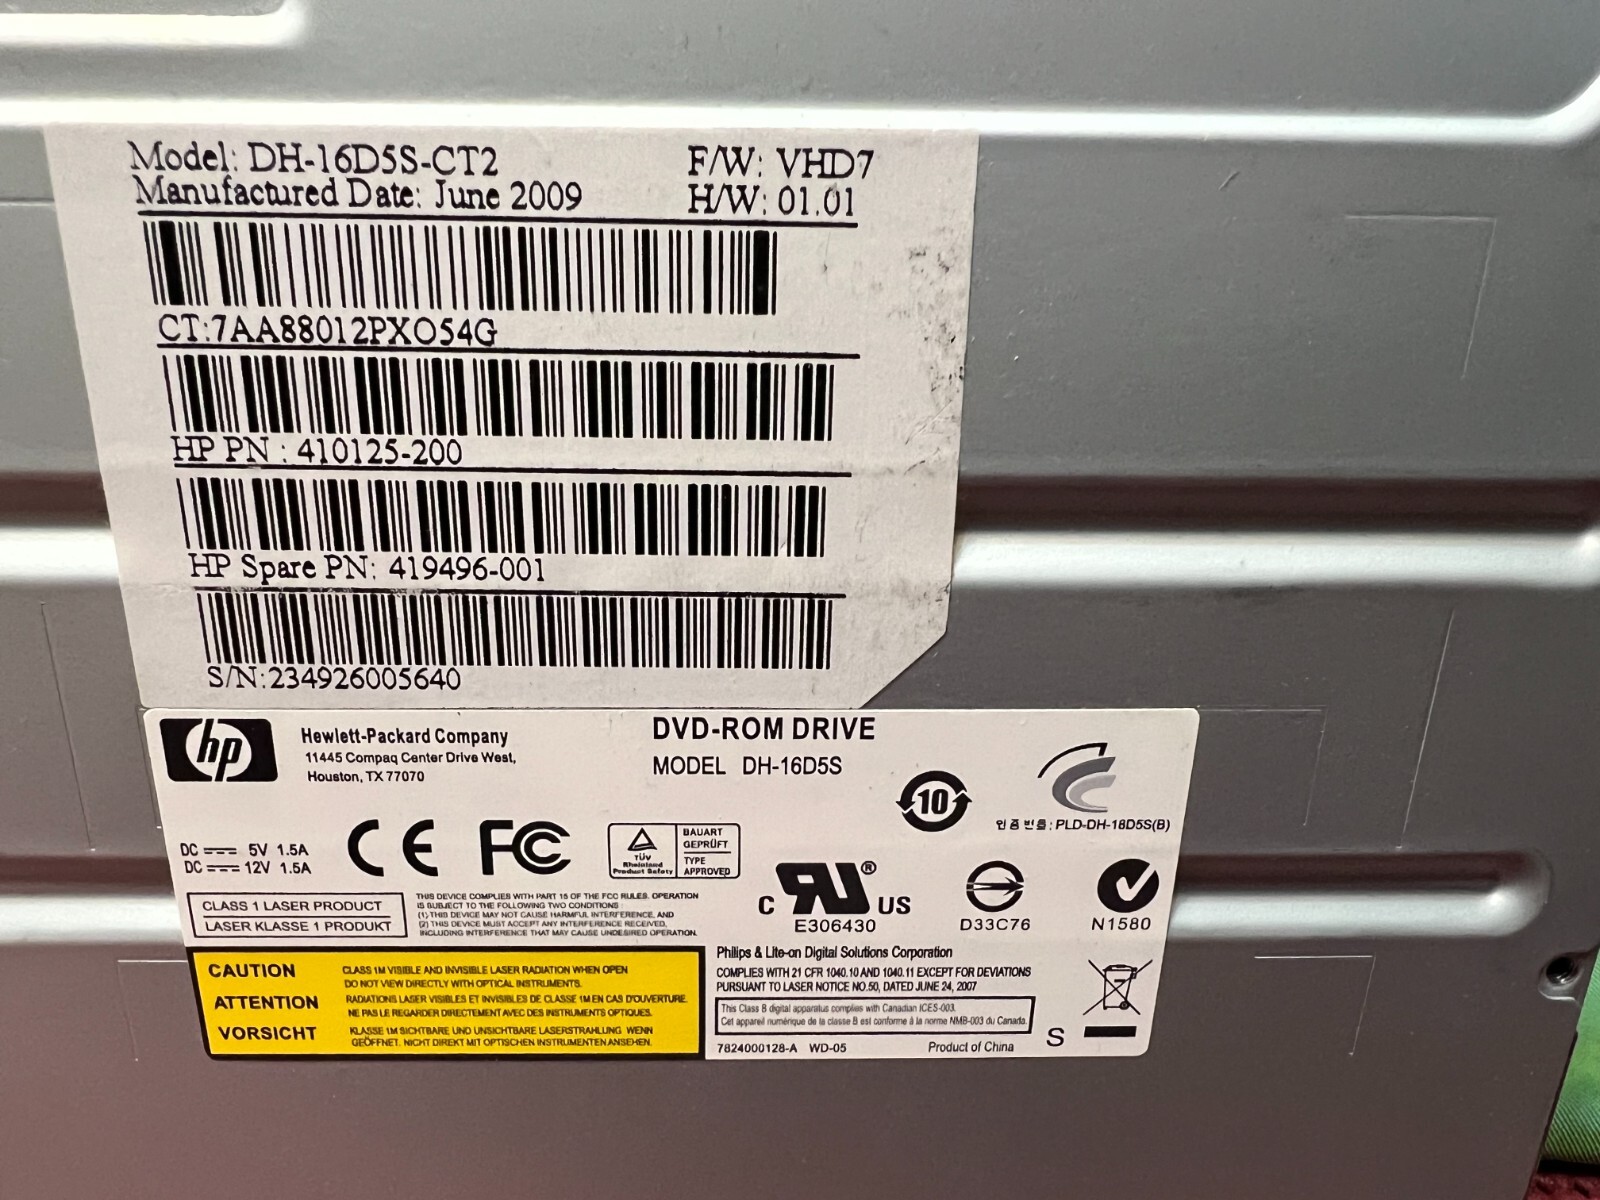 Model: DH-16D5S-CT2 F/W: VHD7
Manufactured Date: June 2009 H/W: 01.01
CT:7AA88012PXO54G
HP PN : 410125-200
HP Spare PN: 419496-001
S/N:234926005640
hp
Hewlett-Packard Company
11445 Compaq Center Drive West,
Houston, TX 77070
DVD-ROM DRIVE
MODEL DH-16D5S
10
인증 번호 : PLD-DH-18D5S(B)
DC 5V 1.5A
DC 12V 1.5A
CE FC
TÜV
Rheinland
Product Safety
BAUART
GEPRÜFT
TYPE
APPROVED
C RU ® US
E306430
D33C76
N1580
CLASS 1 LASER PRODUCT
LASER KLASSE 1 PRODUKT
THIS DEVICE COMPLIES WITH PART 15 OF THE FCC RULES. OPERATION
IS SUBJECT TO THE FOLLOWING TWO CONDITIONS:
(1) THIS DEVICE MAY NOT CAUSE HARMFUL INTERFERENCE, AND
(2) THIS DEVICE MUST ACCEPT ANY INTERFERENCE RECEIVED,
INCLUDING INTERFERENCE THAT MAY CAUSE UNDESIRED OPERATION.
CAUTION CLASS 1M VISIBLE AND INVISIBLE LASER RADIATION WHEN OPEN
DO NOT VIEW DIRECTLY WITH OPTICAL INSTRUMENTS.
ATTENTION RADIATIONS LASER VISIBLES ET INVISIBLES DE CLASSE 1M EN CAS D'OUVERTURE.
NE PAS LE REGARDER DIRECTEMENT AVEC DES INSTRUMENTS OPTIQUES.
VORSICHT KLASSE 1M SICHTBARE UND UNSICHTBARE LASERSTRAHLUNG, WENN
GEÖFFNET. NICHT DIREKT MIT OPTISCHEN INSTRUMENTEN ANSEHEN.
Philips & Lite-on Digital Solutions Corporation
COMPLIES WITH 21 CFR 1040.10 AND 1040.11 EXCEPT FOR DEVIATIONS
PURSUANT TO LASER NOTICE NO.50, DATED JUNE 24, 2007
This Class B digital apparatus complies with Canadian ICES-003.
Cet appareil numérique de la classe B est conforme à la norme NMB-003 du Canada.
7824000128-A WD-05 Product of China
S